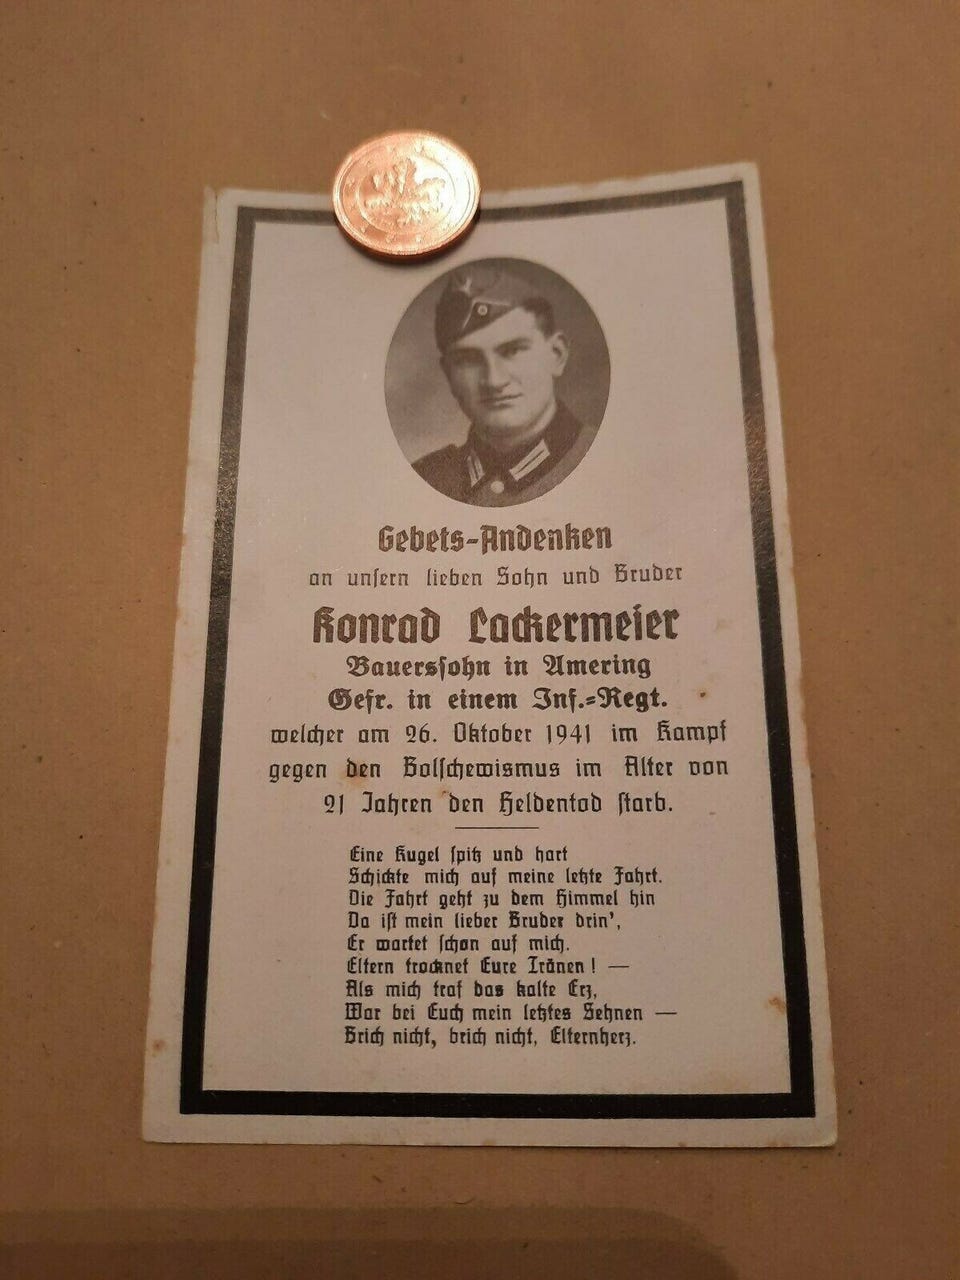 Gebets-Andenken
an unsern lieben Sohn und Bruder
Konrad Lackermeier
Bauerssohn in Amering
Gefr. in einem Inf.-Regt.
welcher am 26. Oktober 1941 im Kampf
gegen den Bolschewismus im Alter von
21 Jahren den Heldentod starb.
Eine Kugel spitz und hart
Schickte mich auf meine letzte Fahrt.
Die Fahrt geht zu dem Himmel hin
Da ist mein lieber Bruder drin',
Er wartet schon auf mich.
Eltern trocknet Eure Tränen! —
Als mich traf das kalte Erz,
War bei Euch mein letztes Sehnen —
Brich nicht, brich nicht, Elternherz.